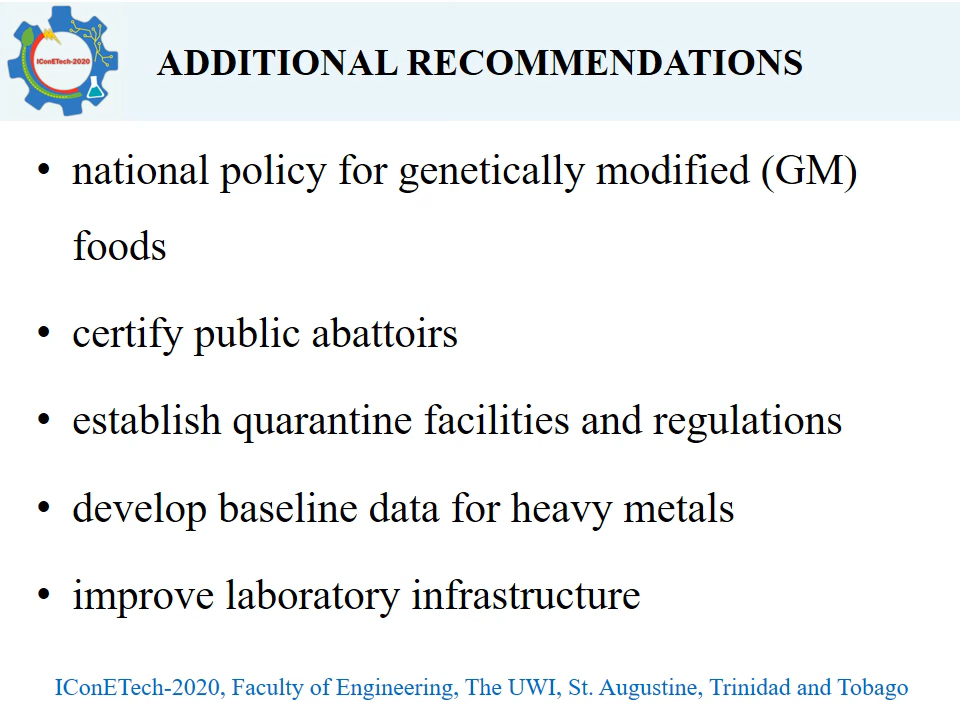 IConETech-2020
ADDITIONAL RECOMMENDATIONS
• national policy for genetically modified (GM)
foods
• certify public abattoirs
• establish quarantine facilities and regulations
• develop baseline data for heavy metals
• improve laboratory infrastructure
IConETech-2020, Faculty of Engineering, The UWI, St. Augustine, Trinidad and Tobago